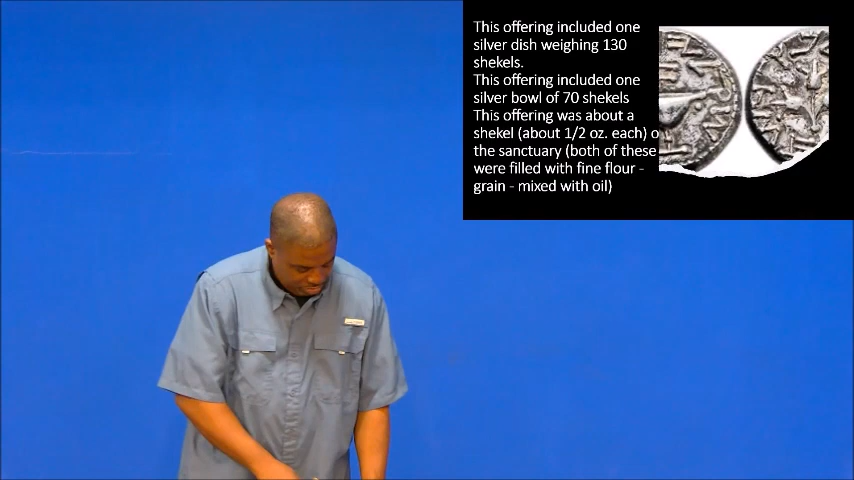 This offering included one
silver dish weighing 130
shekels.
This offering included one
silver bowl of 70 shekels
This offering was about a
shekel (about 1/2 oz. each) o
the sanctuary (both of these
were filled with fine flour -
grain - mixed with oil)